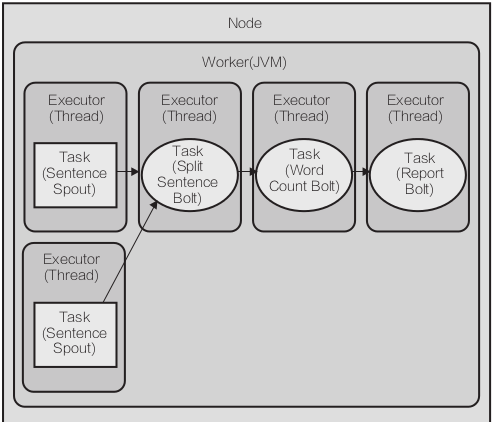 Node
Worker(JVM)
Executor
(Thread)
Task
(Sentence
Spout)
Executor
(Thread)
Task
(Split
Sentence
Bolt)
Executor
(Thread)
Task
(Word
Count Bolt)
Executor
(Thread)
Task
(Report
Bolt)
Executor
(Thread)
Task
(Sentence
Spout)